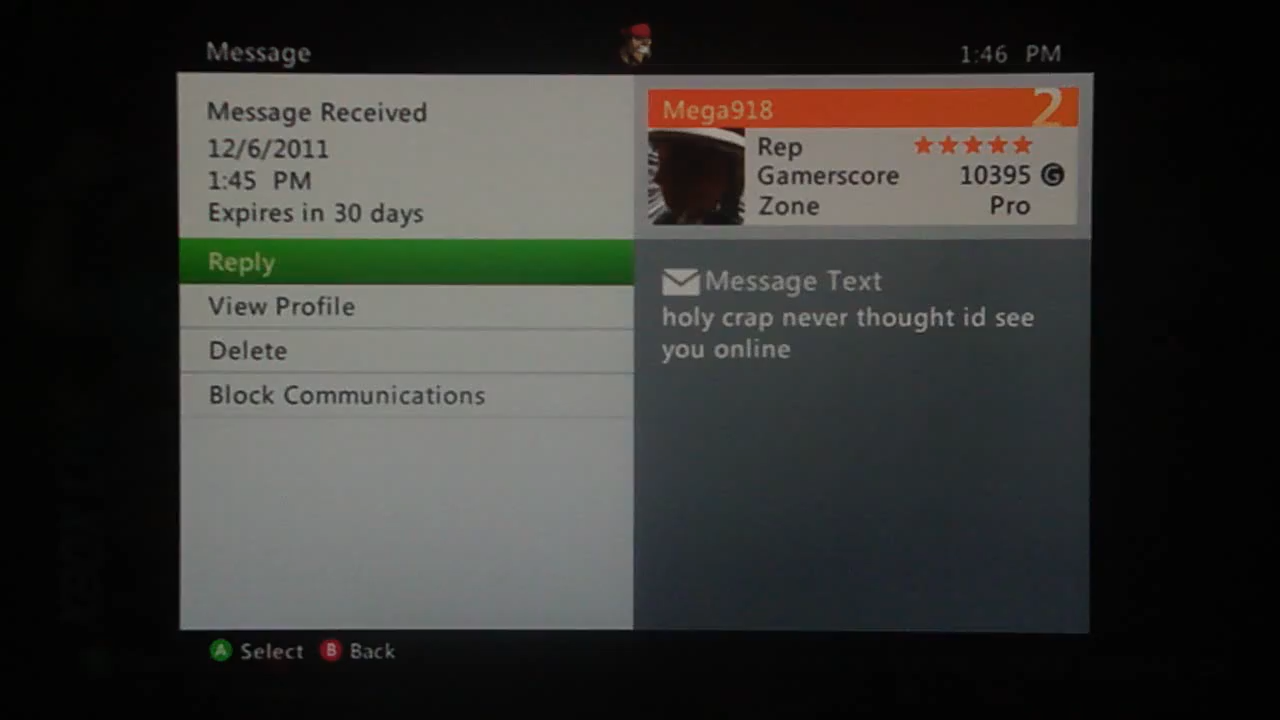 Message
1:46 PM
Message Received
12/6/2011
1:45 PM
Expires in 30 days
Reply
View Profile
Delete
Block Communications
Mega918
2
Rep
Gamerscore 10395 G
Zone Pro
Message Text
holy crap never thought id see
you online
A Select B Back